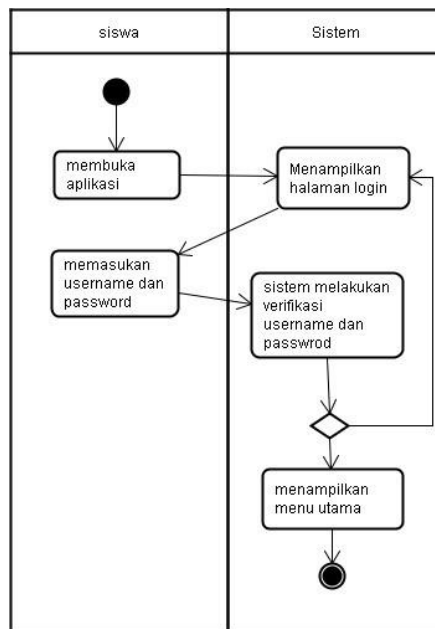 siswa
Sistem
membuka
aplikasi
Menampilkan
halaman login
memasukan
username dan
password
sistem melakukan
verifikasi
username dan
passwrod
menampilkan
menu utama